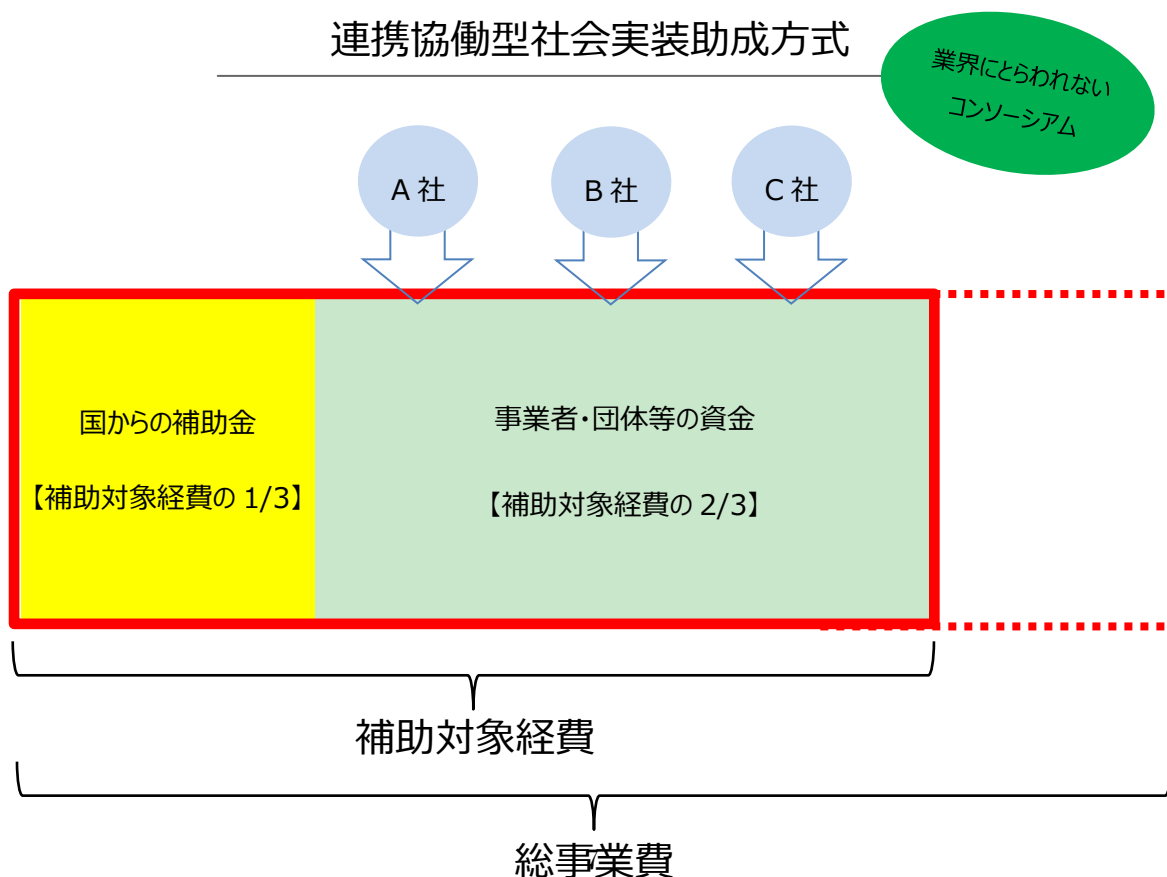 連携協働型社会実装助成方式
業界にとらわれない
コンソーシアム
A 社
B 社
C 社
国からの補助金
【補助対象経費の 1/3】
事業者・団体等の資金
【補助対象経費の 2/3】
補助対象経費
総事業費
7